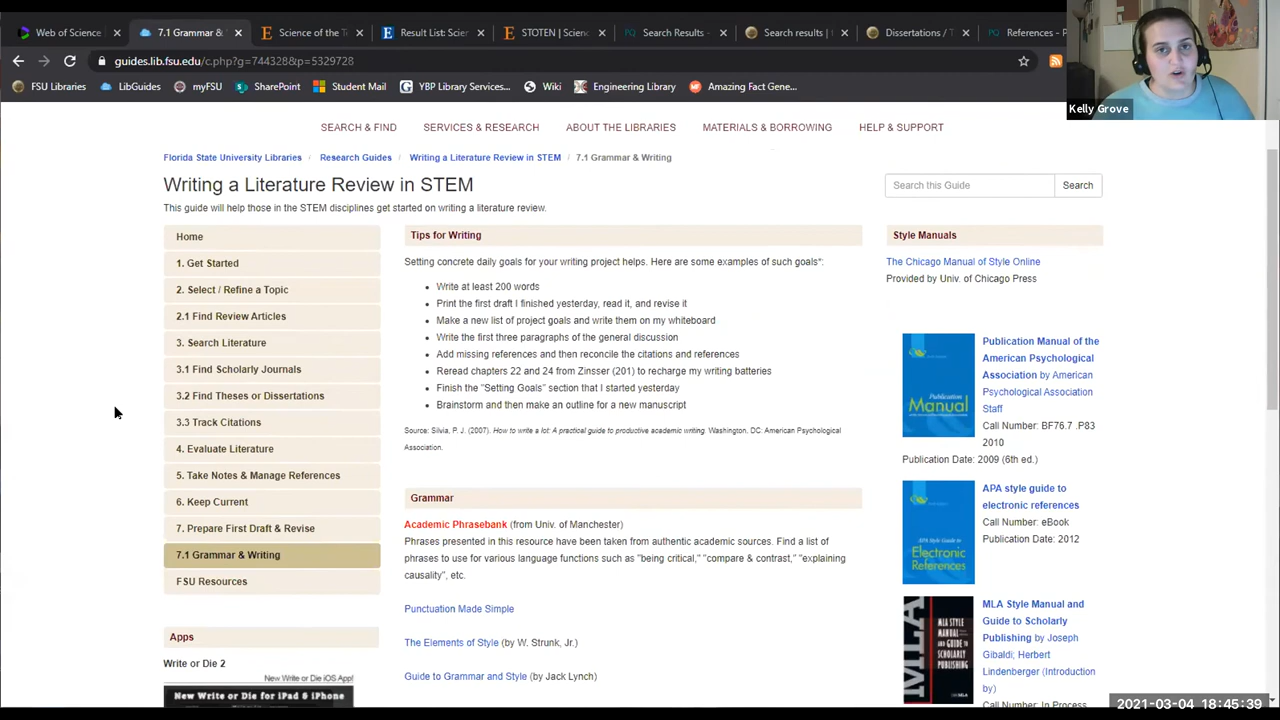 Web of Science
7.1 Grammar &
Science of the To
Result List: Scien
STOTEN | Scienc
Search Results -
Search results |
Dissertations / T
References - P
guides.lib.fsu.edu/c.php?g=744328&p=5329728
FSU Libraries
LibGuides
myFSU
SharePoint
Student Mail
YBP Library Services...
Wiki
Engineering Library
Amazing Fact Gene...
Kelly Grove
SEARCH & FIND
SERVICES & RESEARCH
ABOUT THE LIBRARIES
MATERIALS & BORROWING
HELP & SUPPORT
Florida State University Libraries / Research Guides / Writing a Literature Review in STEM / 7.1 Grammar & Writing
Writing a Literature Review in STEM
This guide will help those in the STEM disciplines get started on writing a literature review.
Search this Guide
Search
Home
1. Get Started
2. Select / Refine a Topic
2.1 Find Review Articles
3. Search Literature
3.1 Find Scholarly Journals
3.2 Find Theses or Dissertations
3.3 Track Citations
4. Evaluate Literature
5. Take Notes & Manage References
6. Keep Current
7. Prepare First Draft & Revise
7.1 Grammar & Writing
FSU Resources
Apps
Write or Die 2
New Write or Die iOS App!
New Write or Die for iPad & iPhone
Tips for Writing
Setting concrete daily goals for your writing project helps. Here are some examples of such goals*:
• Write at least 200 words
• Print the first draft I finished yesterday, read it, and revise it
• Make a new list of project goals and write them on my whiteboard
• Write the first three paragraphs of the general discussion
• Add missing references and then reconcile the citations and references
• Reread chapters 22 and 24 from Zinsser (201) to recharge my writing batteries
• Finish the "Setting Goals" section that I started yesterday
• Brainstorm and then make an outline for a new manuscript
Source: Silvia, P. J. (2007). How to write a lot: A practical guide to productive academic writing. Washington, DC: American Psychological
Association.
Grammar
Academic Phrasebank (from Univ. of Manchester)
Phrases presented in this resource have been taken from authentic academic sources. Find a list of
phrases to use for various language functions such as "being critical," "compare & contrast," "explaining
causality", etc.
Punctuation Made Simple
The Elements of Style (by W. Strunk, Jr.)
Guide to Grammar and Style (by Jack Lynch)
Style Manuals
The Chicago Manual of Style Online
Provided by Univ. of Chicago Press
Publication
Manual
Publication Manual of the
American Psychological
Association by American
Psychological Association
Staff
Call Number: BF76.7 .P83
2010
Publication Date: 2009 (6th ed.)
APA Style Guide to
Electronic
References
APA style guide to
electronic references
Call Number: eBook
Publication Date: 2012
MLA
STYLE
MANUAL
AND GUIDE TO
SCHOLARLY
PUBLISHING
MLA Style Manual and
Guide to Scholarly
Publishing by Joseph
Gibaldi; Herbert
Lindenberger (Introduction
by)
Call Number: In Process
2021-03-04 18:45:39